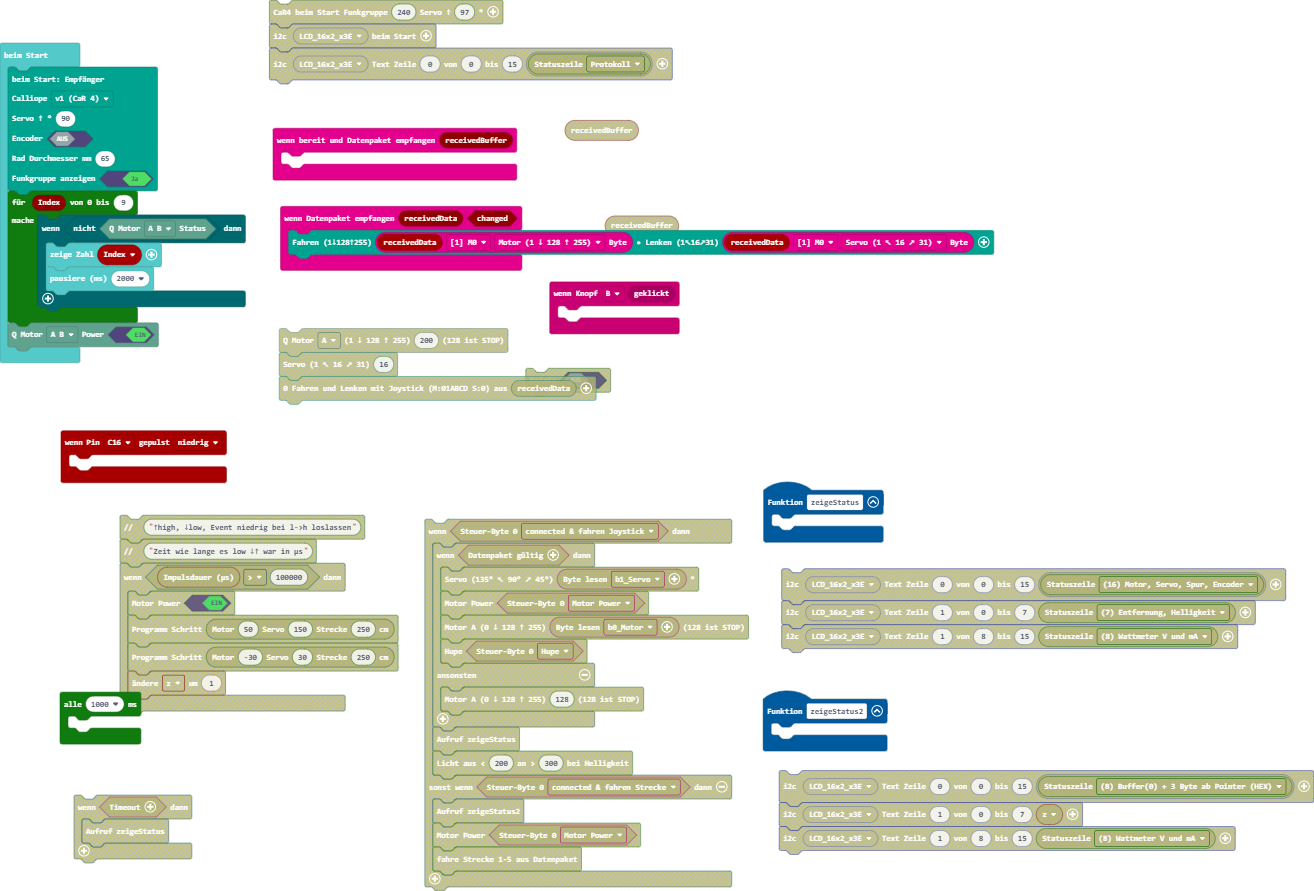 Ca84 beim Start Funkgruppe 240 Servo ↑ 97 °
i2c LCD_16x2_x3E beim Start
i2c LCD_16x2_x3E Text Zeile 0 von 0 bis 15 Statuszeile Protokoll
beim Start
beim Start: Empfänger
Calliope v1 (CaR 4)
Servo ↑ ° 90
Encoder AUS
Rad Durchmesser mm 65
Funkgruppe anzeigen Ja
für Index von 0 bis 9
mache
wenn nicht Q Motor A B Status dann
zeige Zahl Index
pausiere (ms) 2000
Q Motor A B Power EIN
wenn bereit und Datenpaket empfangen receivedBuffer
receivedBuffer
wenn Datenpaket empfangen receivedData changed
receivedBuffer
Fahren (1↓128↑255) receivedData [1] M0 Motor (1 ↓ 128 ↑ 255) Byte • Lenken (1↖16↗31) receivedData [1] M0 Servo (1 ↖ 16 ↗ 31) Byte
wenn Knopf B geklickt
Q Motor A (1 ↓ 128 ↑ 255) 200 (128 ist STOP)
Servo (1 ↖ 16 ↗ 31) 16
0 Fahren und Lenken mit Joystick (M:01ABCD S:0) aus receivedData
wenn Pin C16 gepulst niedrig
// "↑high, ↓low, Event niedrig bei l->h loslassen"
// "Zeit wie lange es low ↓↑ war in µs"
wenn Impulsdauer (µs) > 100000 dann
Motor Power EIN
Programm Schritt Motor 50 Servo 150 Strecke 250 cm
Programm Schritt Motor -30 Servo 30 Strecke 250 cm
ändere z um 1
alle 1000 ms
wenn Timeout dann
Aufruf zeigeStatus
wenn Steuer-Byte 0 connected & fahren Joystick dann
wenn Datenpaket gültig dann
Servo (135° ↖ 90° ↗ 45°) Byte lesen b1_Servo °
Motor Power Steuer-Byte 0 Motor Power
Motor A (0 ↓ 128 ↑ 255) Byte lesen b0_Motor (128 ist STOP)
Hupe Steuer-Byte 0 Hupe
ansonsten
Motor A (0 ↓ 128 ↑ 255) 128 (128 ist STOP)
Aufruf zeigeStatus
Licht aus < 200 an > 300 bei Helligkeit
sonst wenn Steuer-Byte 0 connected & fahren Strecke dann
Aufruf zeigeStatus2
Motor Power Steuer-Byte 0 Motor Power
fahre Strecke 1-5 aus Datenpaket
Funktion zeigeStatus
i2c LCD_16x2_x3E Text Zeile 0 von 0 bis 15 Statuszeile (16) Motor, Servo, Spur, Encoder
i2c LCD_16x2_x3E Text Zeile 1 von 0 bis 7 Statuszeile (7) Entfernung, Helligkeit
i2c LCD_16x2_x3E Text Zeile 1 von 8 bis 15 Statuszeile (8) Wattmeter V und mA
Funktion zeigeStatus2
i2c LCD_16x2_x3E Text Zeile 0 von 0 bis 15 Statuszeile (8) Buffer(0) + 3 Byte ab Pointer (HEX)
i2c LCD_16x2_x3E Text Zeile 1 von 0 bis 7 z
i2c LCD_16x2_x3E Text Zeile 1 von 8 bis 15 Statuszeile (8) Wattmeter V und mA